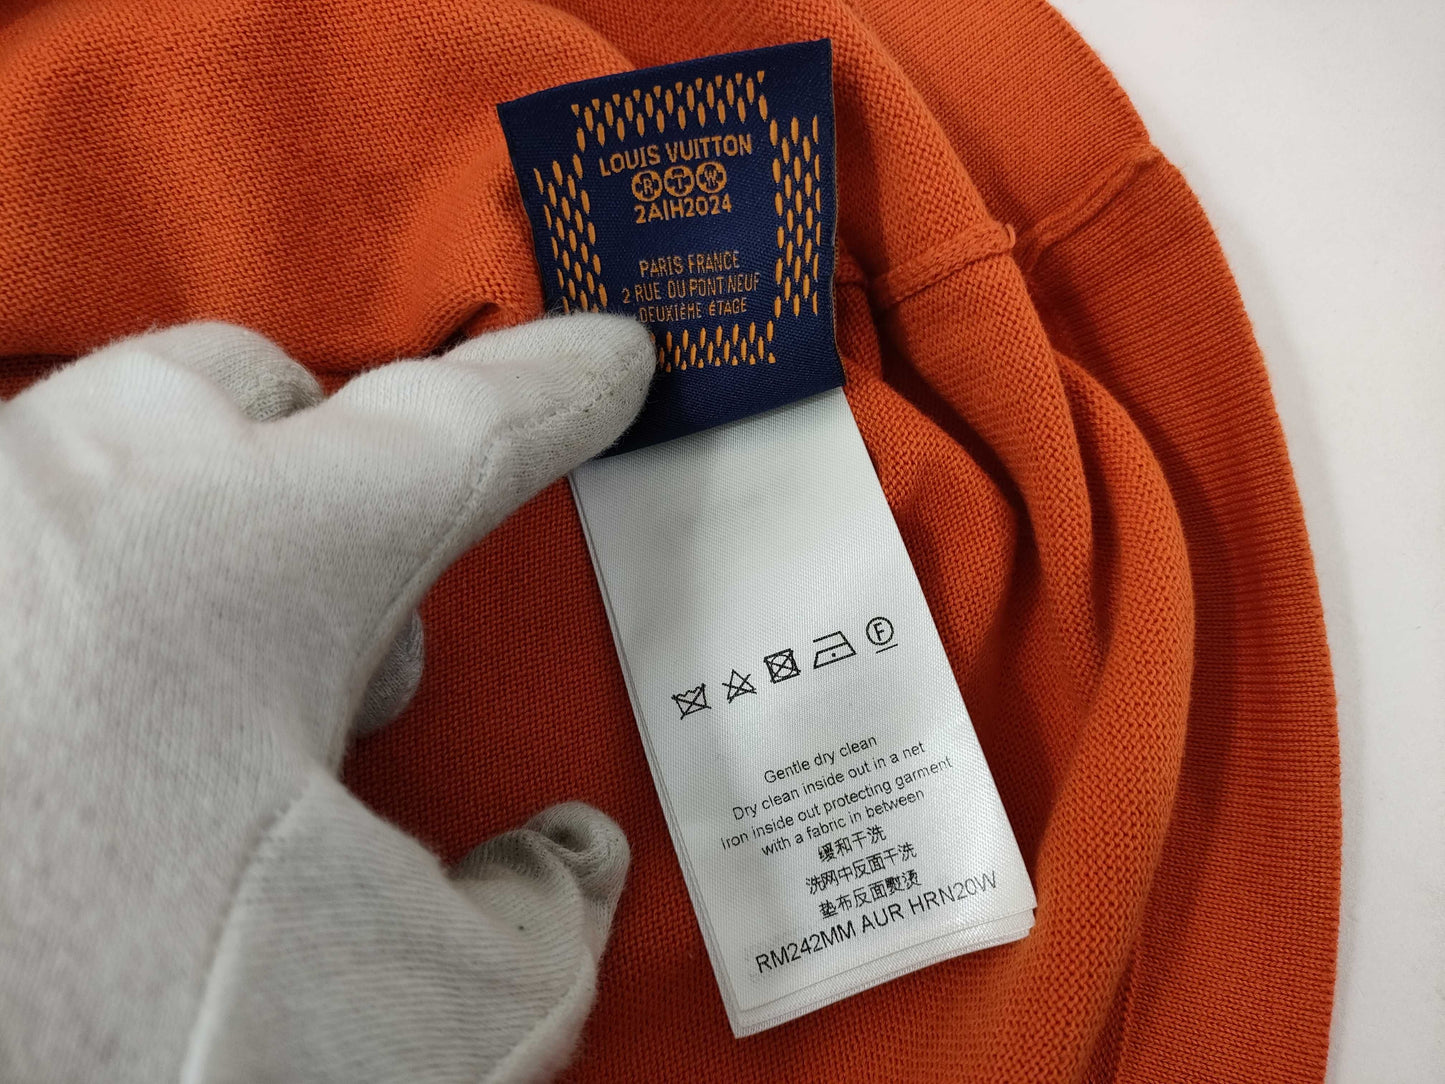 LOUIS VUITTON
R T W
2AIH2024
PARIS FRANCE
2 RUE DU PONT NEUF
DEUXIÈME ÉTAGE
F
Gentle dry clean
Dry clean inside out in a net
Iron inside out protecting garment
with a fabric in between
缓和干洗
洗网中反面干洗
垫布反面熨烫
RM242MM AUR HRN20W